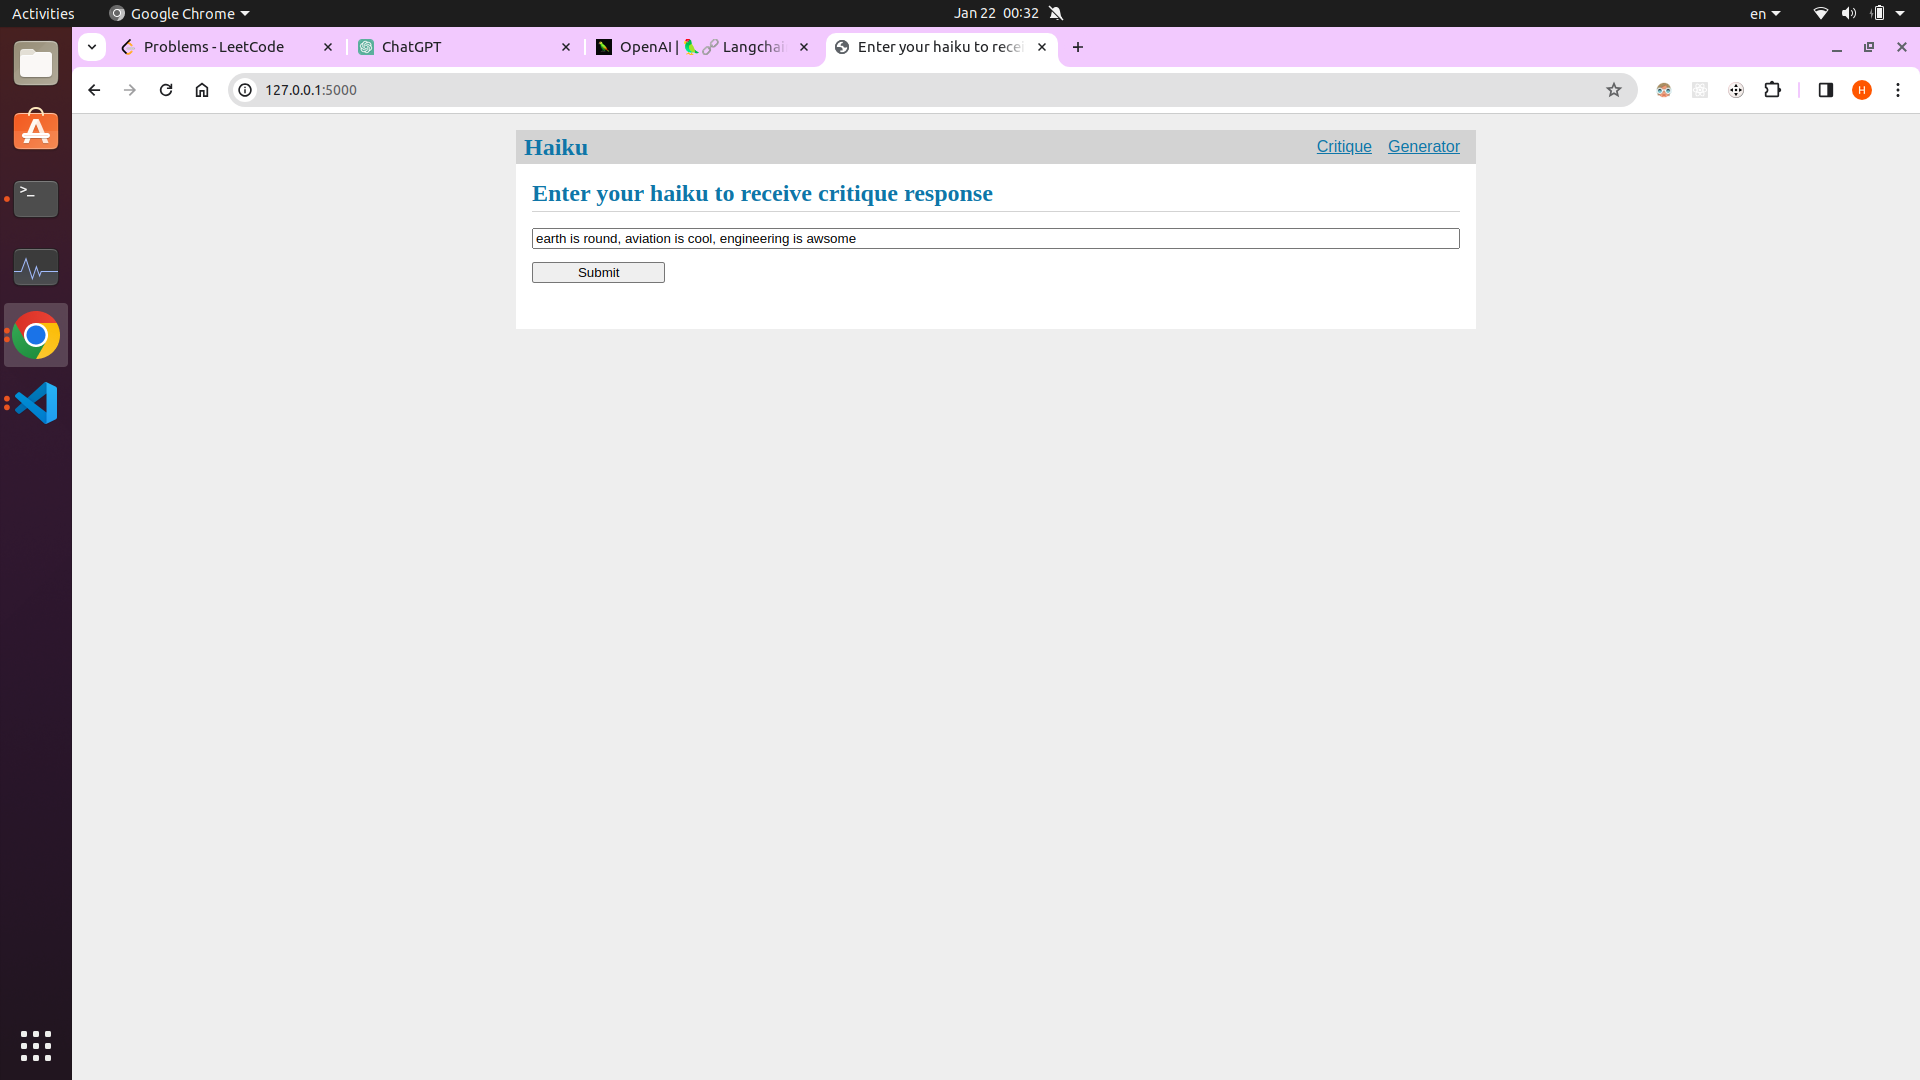 Activities Google Chrome Jan 22 00:32 en
Problems - LeetCode ChatGPT OpenAI | Langchai Enter your haiku to rece
127.0.0.1:5000 H
Haiku Critique Generator
Enter your haiku to receive critique response
earth is round, aviation is cool, engineering is awsome
Submit